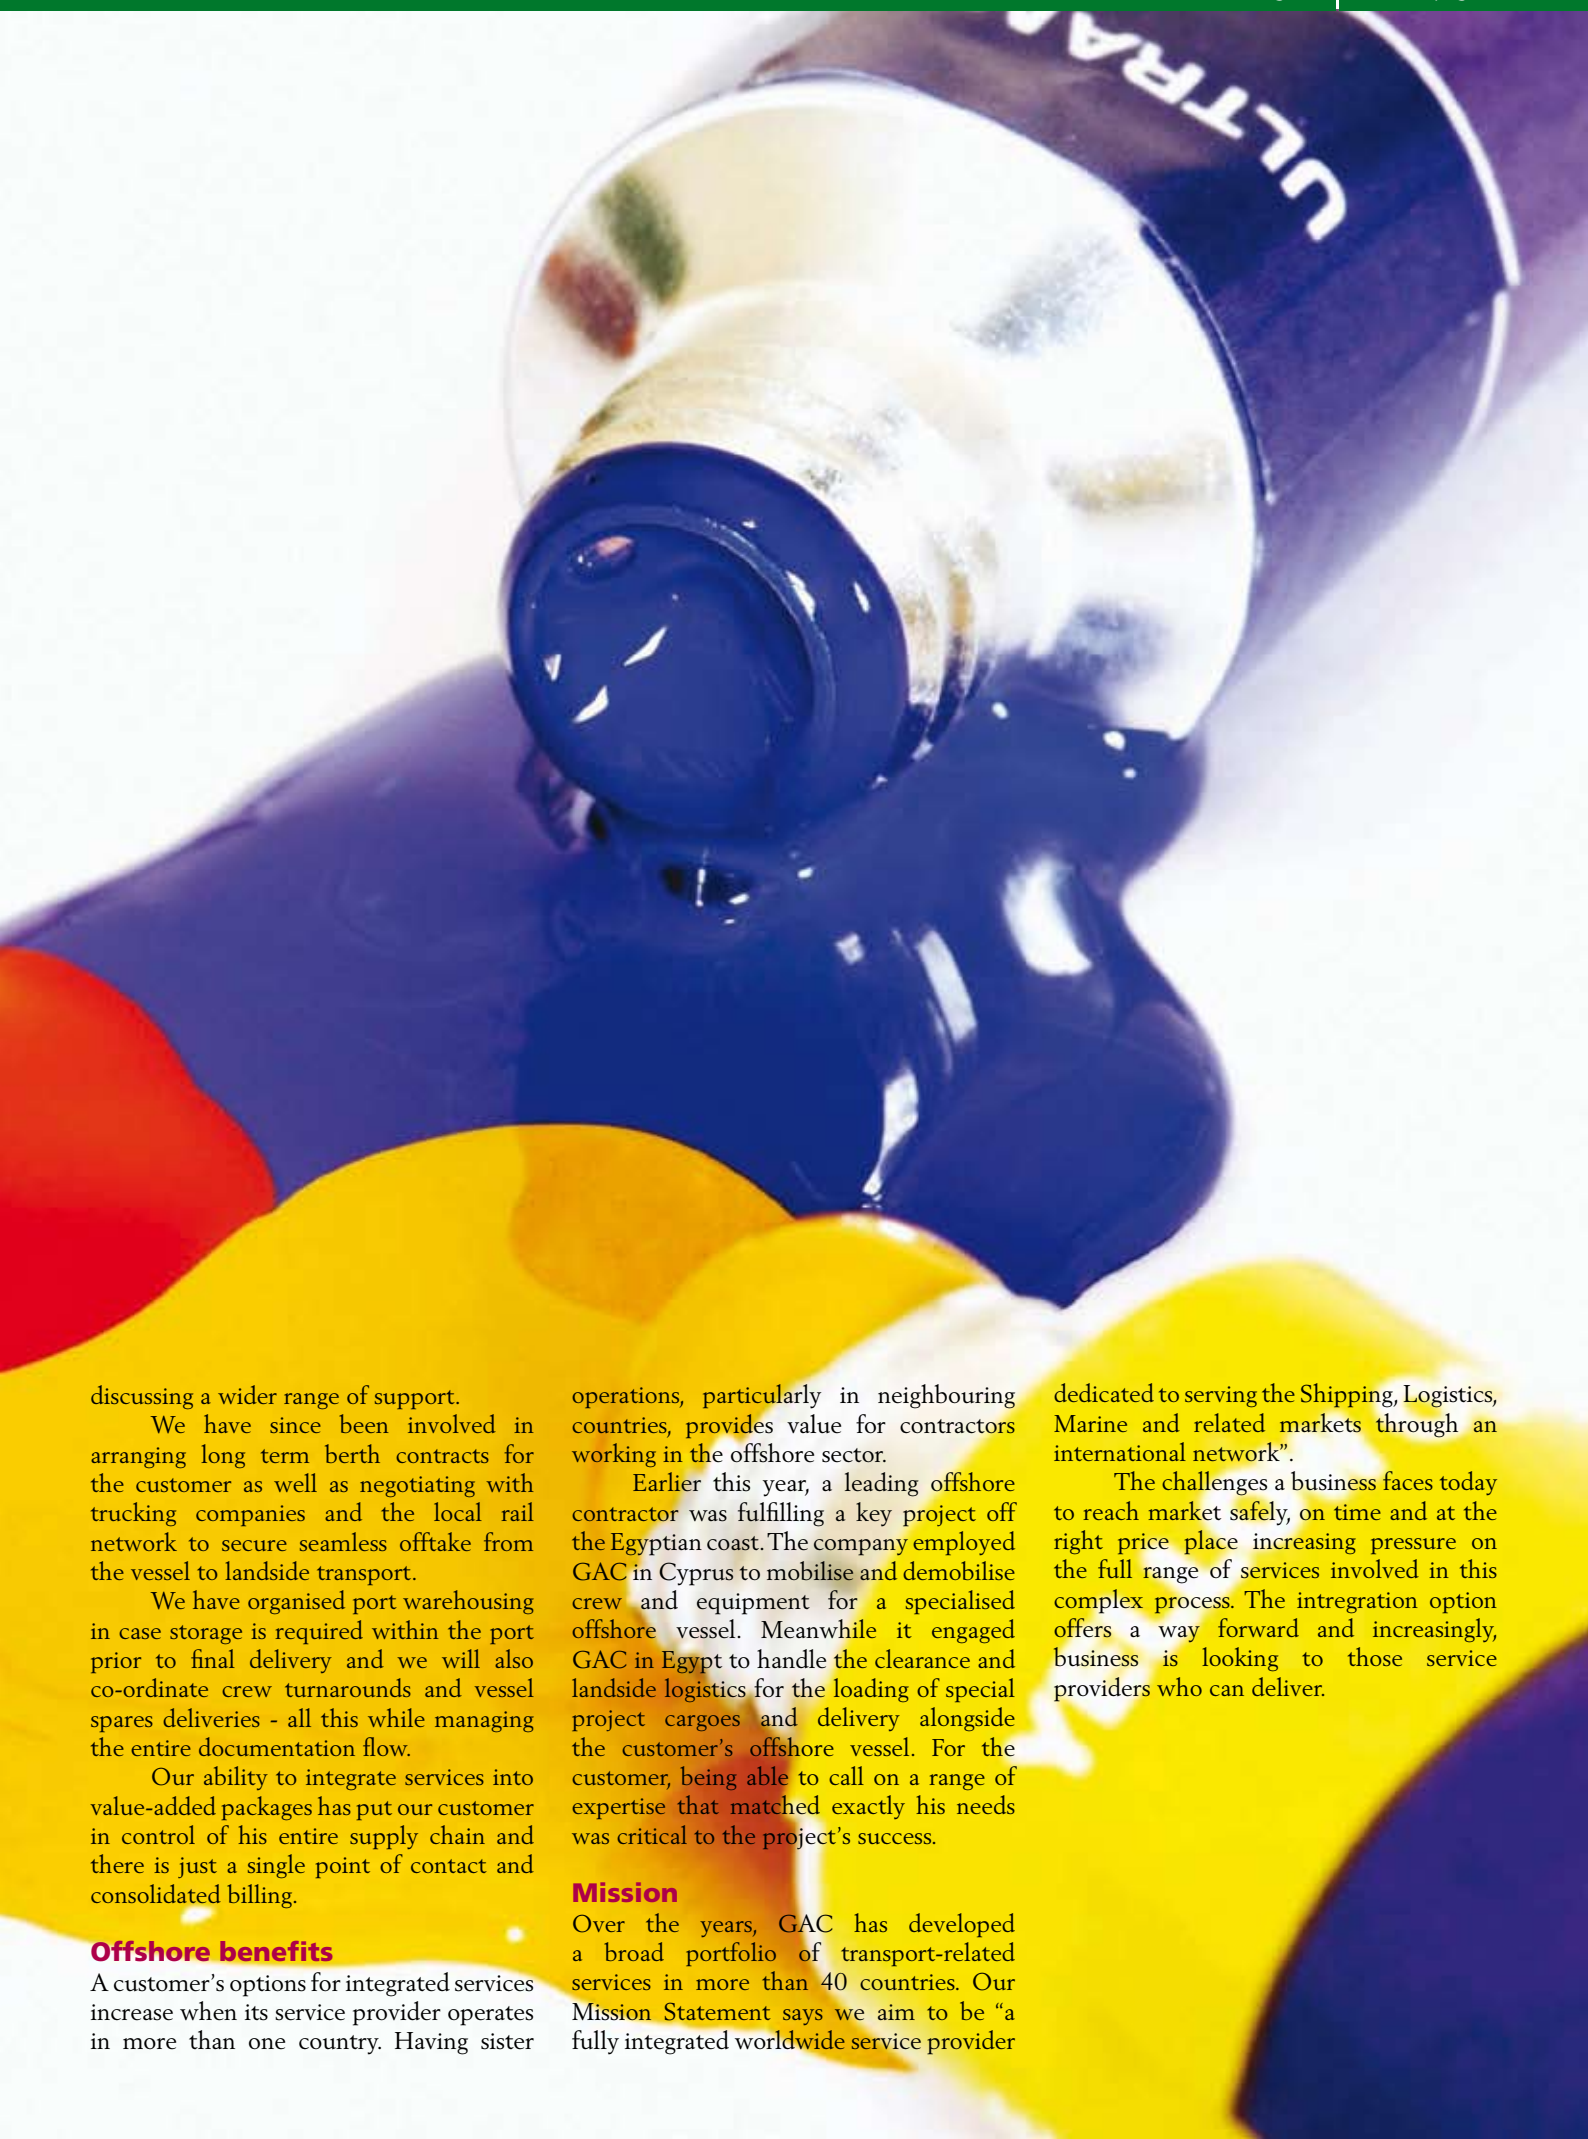 ULTRA
YELLOW
discussing a wider range of support.
We have since been involved in
arranging long term berth contracts for
the customer as well as negotiating with
trucking companies and the local rail
network to secure seamless offtake from
the vessel to landside transport.
We have organised port warehousing
in case storage is required within the port
prior to final delivery and we will also
co-ordinate crew turnarounds and vessel
spares deliveries - all this while managing
the entire documentation flow.
Our ability to integrate services into
value-added packages has put our customer
in control of his entire supply chain and
there is just a single point of contact and
consolidated billing.
Offshore benefits
A customer's options for integrated services
increase when its service provider operates
in more than one country. Having sister
operations, particularly in neighbouring
countries, provides value for contractors
working in the offshore sector.
Earlier this year, a leading offshore
contractor was fulfilling a key project off
the Egyptian coast. The company employed
GAC in Cyprus to mobilise and demobilise
crew and equipment for a specialised
offshore vessel. Meanwhile it engaged
GAC in Egypt to handle the clearance and
landside logistics for the loading of special
project cargoes and delivery alongside
the customer's offshore vessel. For the
customer, being able to call on a range of
expertise that matched exactly his needs
was critical to the project's success.
Mission
Over the years, GAC has developed
a broad portfolio of transport-related
services in more than 40 countries. Our
Mission Statement says we aim to be “a
fully integrated worldwide service provider
dedicated to serving the Shipping, Logistics,
Marine and related markets through an
international network”.
The challenges a business faces today
to reach market safely, on time and at the
right price place increasing pressure on
the full range of services involved in this
complex process. The intregration option
offers a way forward and increasingly,
business is looking to those service
providers who can deliver.